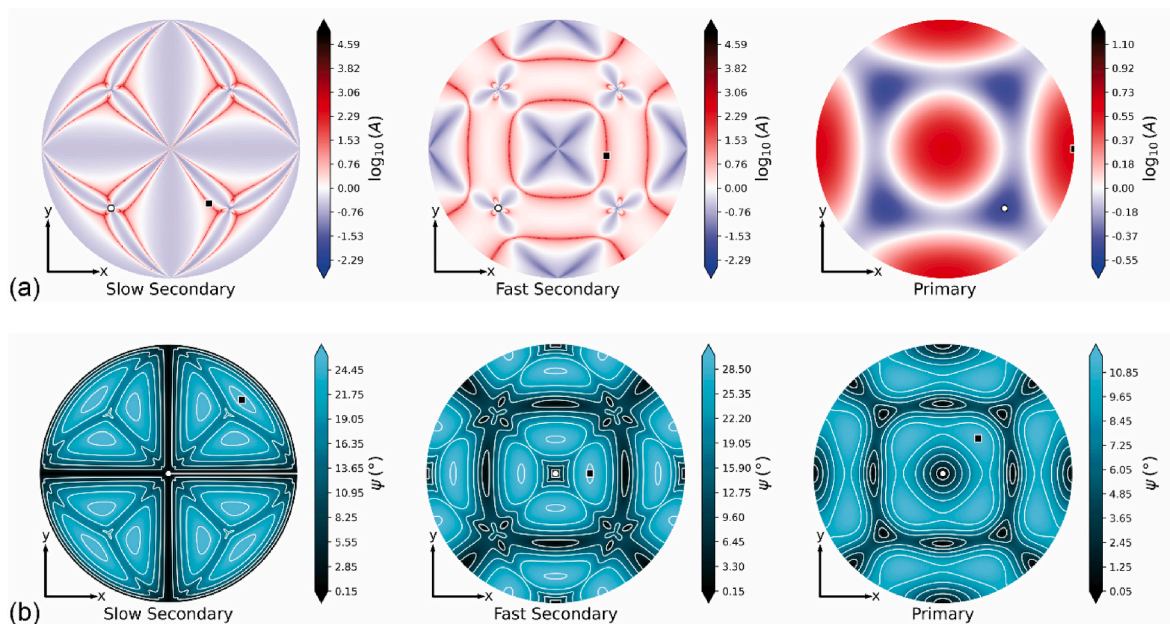 4.59
3.82
3.06
2.29
1.53
0.76
0.00
-0.76
-1.53
-2.29
log₁₀ (A)
y
x
(a)
Slow Secondary
4.59
3.82
3.06
2.29
1.53
0.76
0.00
-0.76
-1.53
-2.29
log₁₀ (A)
y
x
Fast Secondary
1.10
0.92
0.73
0.55
0.37
0.18
0.00
-0.18
-0.37
-0.55
log₁₀ (A)
y
x
Primary
24.45
21.75
19.05
16.35
13.65
10.95
8.25
5.55
2.85
0.15
ψ (°)
y
x
(b)
Slow Secondary
28.50
25.35
22.20
19.05
15.90
12.75
9.60
6.45
3.30
0.15
ψ (°)
y
x
Fast Secondary
10.85
9.65
8.45
7.25
6.05
4.85
3.65
2.45
1.25
0.05
ψ (°)
y
x
Primary